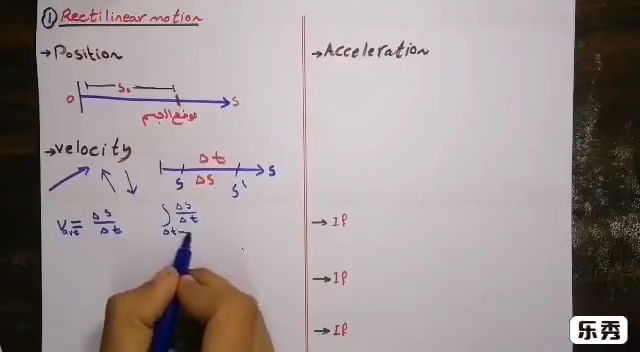 ① Rectilinear motion
→Position
S₀
O S
موضع الجسم
→velocity
Δt
S ΔS S' S
Vave = ΔS/Δt
∫ ΔS/Δt
Δt→
→Acceleration
→If
→If
→If
乐秀